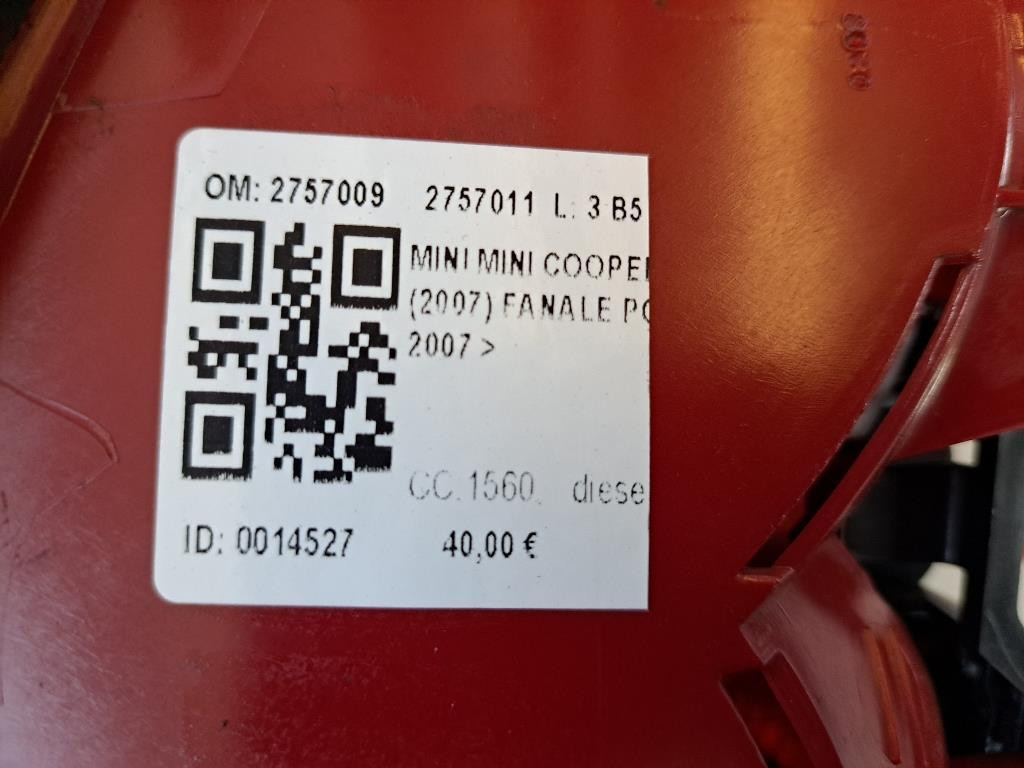 OM: 2757009 2757011 L: 3 B5
MINI MINI COOPE
(2007) FANALE
2007 >
CC. 1560. diese
ID: 0014527 40,00 €